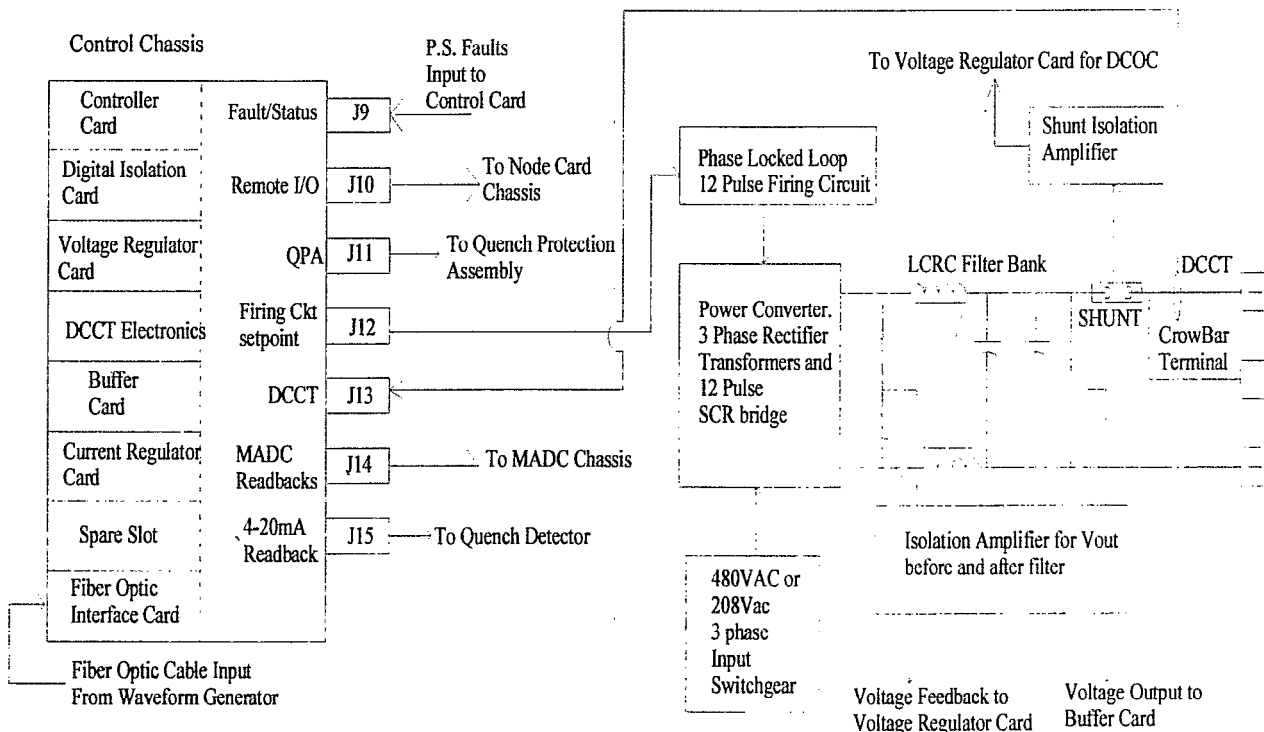 Control Chassis
Controller
Card
Digital Isolation
Card
Voltage Regulator
Card
DCCT Electronics
Buffer
Card
Current Regulator
Card
Spare Slot
Fiber Optic
Interface Card
Fiber Optic Cable Input
From Waveform Generator
Fault/Status
J9
Remote I/O
J10
QPA
J11
Firing Ckt
setpoint
J12
DCCT
J13
MADC
Readbacks
J14
4-20mA
Readback
J15
P.S. Faults
Input to
Control Card
To Node Card
Chassis
To Quench Protection
Assembly
To MADC Chassis
To Quench Detector
Phase Locked Loop
12 Pulse Firing Circuit
Power Converter.
3 Phase Rectifier
Transformers and
12 Pulse
SCR bridge
480VAC or
208Vac
3 phase
Input
Switchgear
To Voltage Regulator Card for DCOC
Shunt Isolation
Amplifier
LCRC Filter Bank
DCCT
SHUNT
CrowBar
Terminal
Isolation Amplifier for Vout
before and after filter
Voltage Feedback to
Voltage Regulator Card
Voltage Output to
Buffer Card